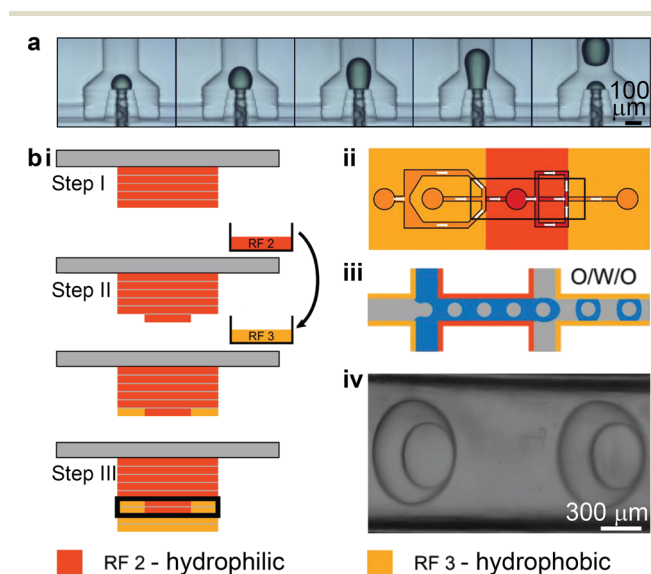 a
100
μm
b i
Step I
RF 2
Step II
RF 3
Step III
RF 2 - hydrophilic
ii
iii
O/W/O
iv
300 μm
RF 3 - hydrophobic